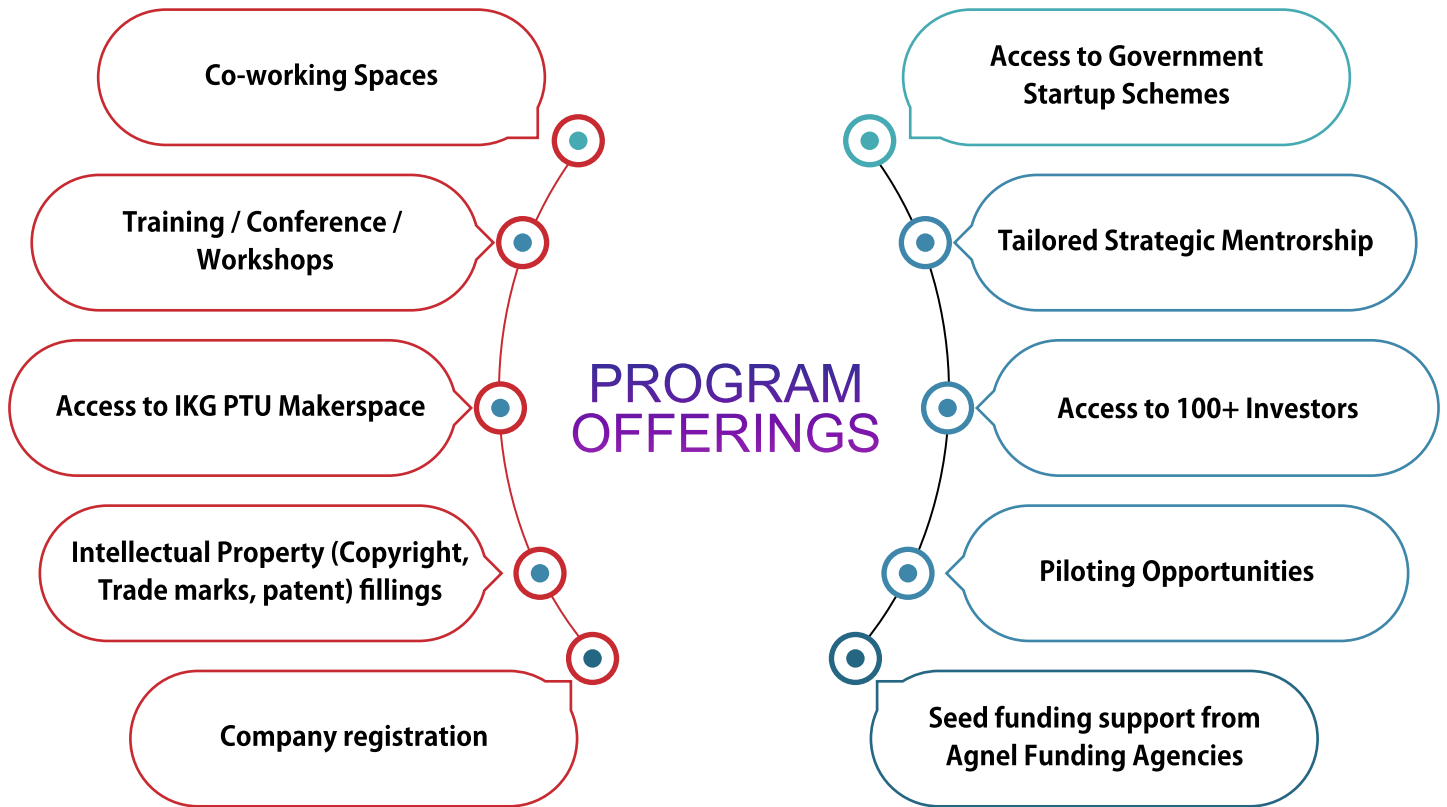 Co-working Spaces
Training / Conference /
Workshops
Access to IKG PTU Makerspace
Intellectual Property (Copyright,
Trade marks, patent) fillings
Company registration
PROGRAM
OFFERINGS
Access to Government
Startup Schemes
Tailored Strategic Mentrorship
Access to 100+ Investors
Piloting Opportunities
Seed funding support from
Agnel Funding Agencies